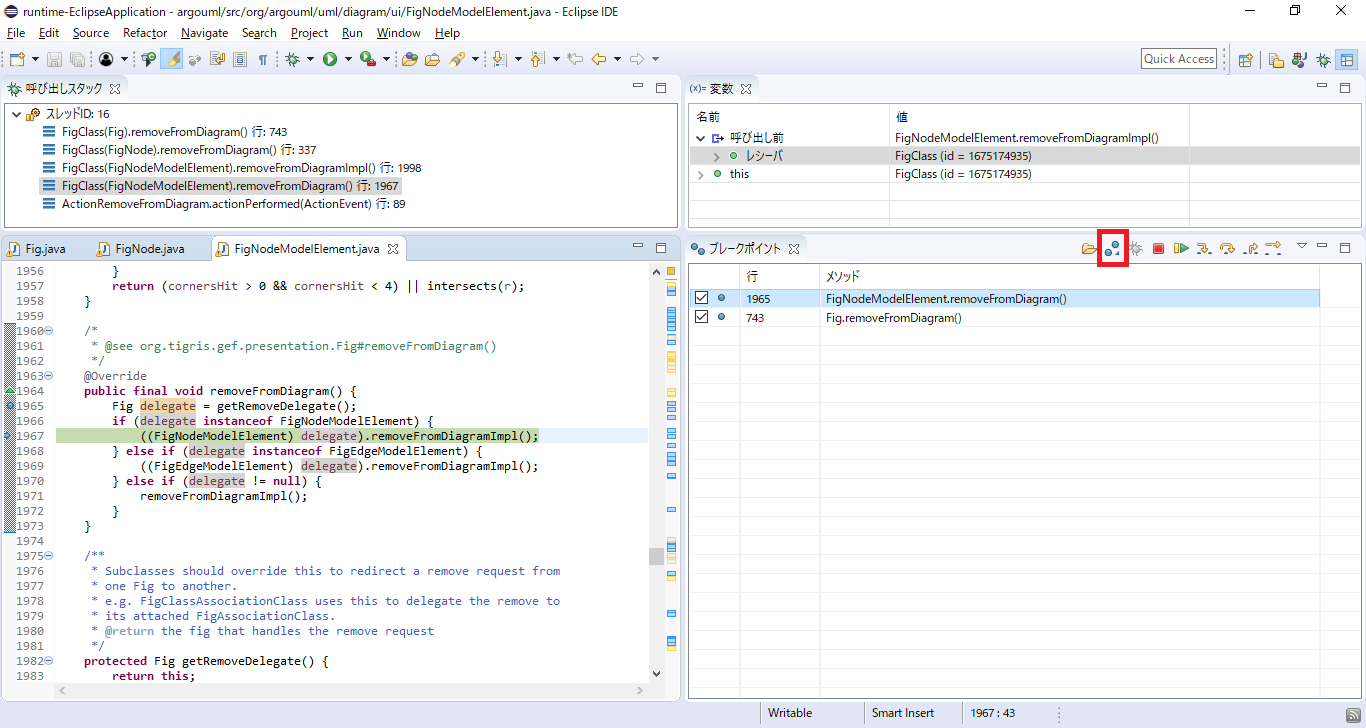 runtime-EclipseApplication - argouml/src/org/argouml/uml/diagram/ui/FigNodeModelElement.java - Eclipse IDE
File Edit Source Refactor Navigate Search Project Run Window Help
Quick Access
呼び出しスタック
スレッドID: 16
FigClass(Fig).removeFromDiagram() 行: 743
FigClass(FigNode).removeFromDiagram() 行: 337
FigClass(FigNodeModelElement).removeFromDiagramImpl() 行: 1998
FigClass(FigNodeModelElement).removeFromDiagram() 行: 1967
ActionRemoveFromDiagram.actionPerformed(ActionEvent) 行: 89
(x)= 変数
名前 値
呼び出し前 FigNodeModelElement.removeFromDiagramImpl()
レシーバ FigClass (id = 1675174935)
this FigClass (id = 1675174935)
Fig.java FigNode.java FigNodeModelElement.java
1956 }
1957 return (cornersHit > 0 && cornersHit < 4) || intersects(r);
1958 }
1959
1960 /*
1961 * @see org.tigris.gef.presentation.Fig#removeFromDiagram()
1962 */
1963 @Override
1964 public final void removeFromDiagram() {
1965 Fig delegate = getRemoveDelegate();
1966 if (delegate instanceof FigNodeModelElement) {
1967 ((FigNodeModelElement) delegate).removeFromDiagramImpl();
1968 } else if (delegate instanceof FigEdgeModelElement) {
1969 ((FigEdgeModelElement) delegate).removeFromDiagramImpl();
1970 } else if (delegate != null) {
1971 removeFromDiagramImpl();
1972 }
1973 }
1974
1975 /**
1976 * Subclasses should override this to redirect a remove request from
1977 * one Fig to another.
1978 * e.g. FigClassAssociationClass uses this to delegate the remove to
1979 * its attached FigAssociationClass.
1980 * @return the fig that handles the remove request
1981 */
1982 protected Fig getRemoveDelegate() {
1983 return this;
ブレークポイント
行 メソッド
1965 FigNodeModelElement.removeFromDiagram()
743 Fig.removeFromDiagram()
Writable Smart Insert 1967 : 43